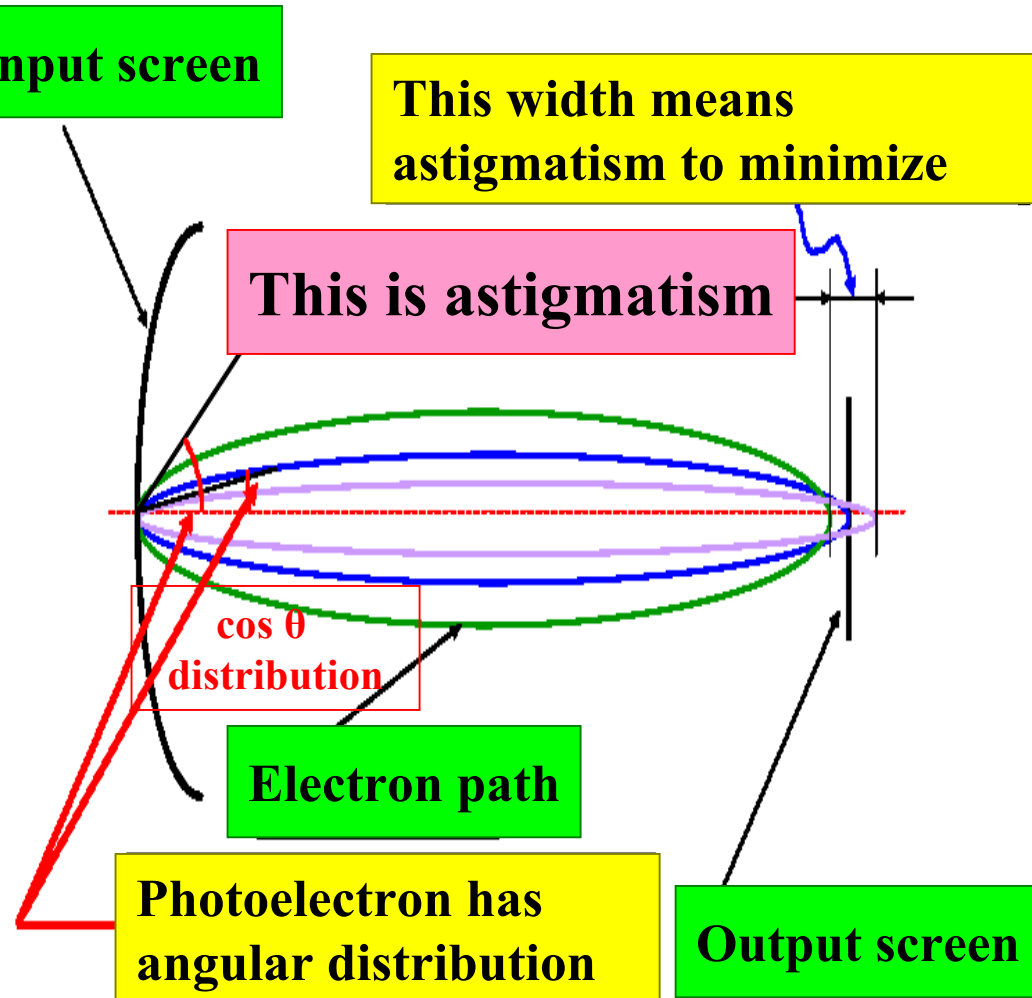 nput screen
This width means
astigmatism to minimize
This is astigmatism
cos θ
distribution
Electron path
Photoelectron has
angular distribution
Output screen